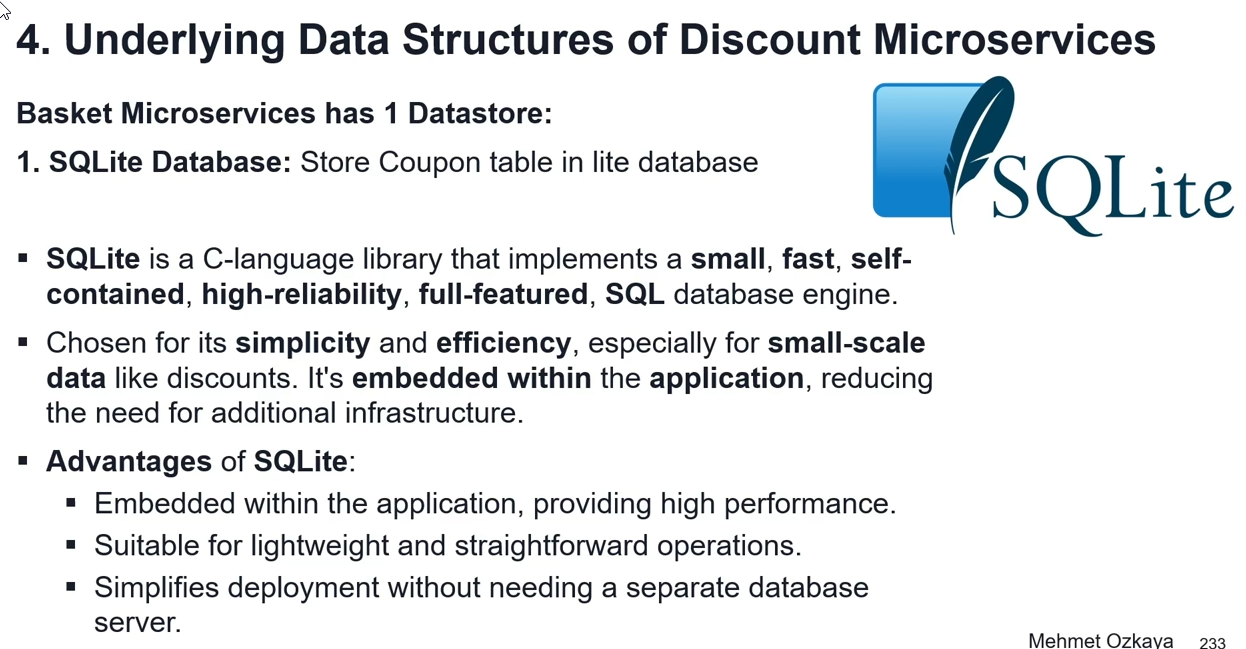 4. Underlying Data Structures of Discount Microservices
Basket Microservices has 1 Datastore:
1. SQLite Database: Store Coupon table in lite database
SQLite
▪ SQLite is a C-language library that implements a small, fast, self-
contained, high-reliability, full-featured, SQL database engine.
▪ Chosen for its simplicity and efficiency, especially for small-scale
data like discounts. It's embedded within the application, reducing
the need for additional infrastructure.
▪ Advantages of SQLite:
▪ Embedded within the application, providing high performance.
▪ Suitable for lightweight and straightforward operations.
▪ Simplifies deployment without needing a separate database
server.
Mehmet Ozkaya 233